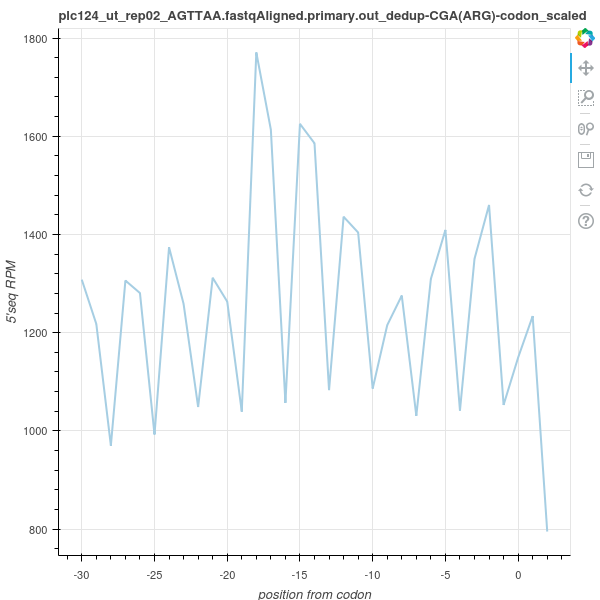 plc124_ut_rep02_AGTTAA.fastqAligned.primary.out_dedup-CGA(ARG)-codon_scaled
1800
1600
1400
1200
1000
800
5'seq RPM
-30 -25 -20 -15 -10 -5 0
position from codon